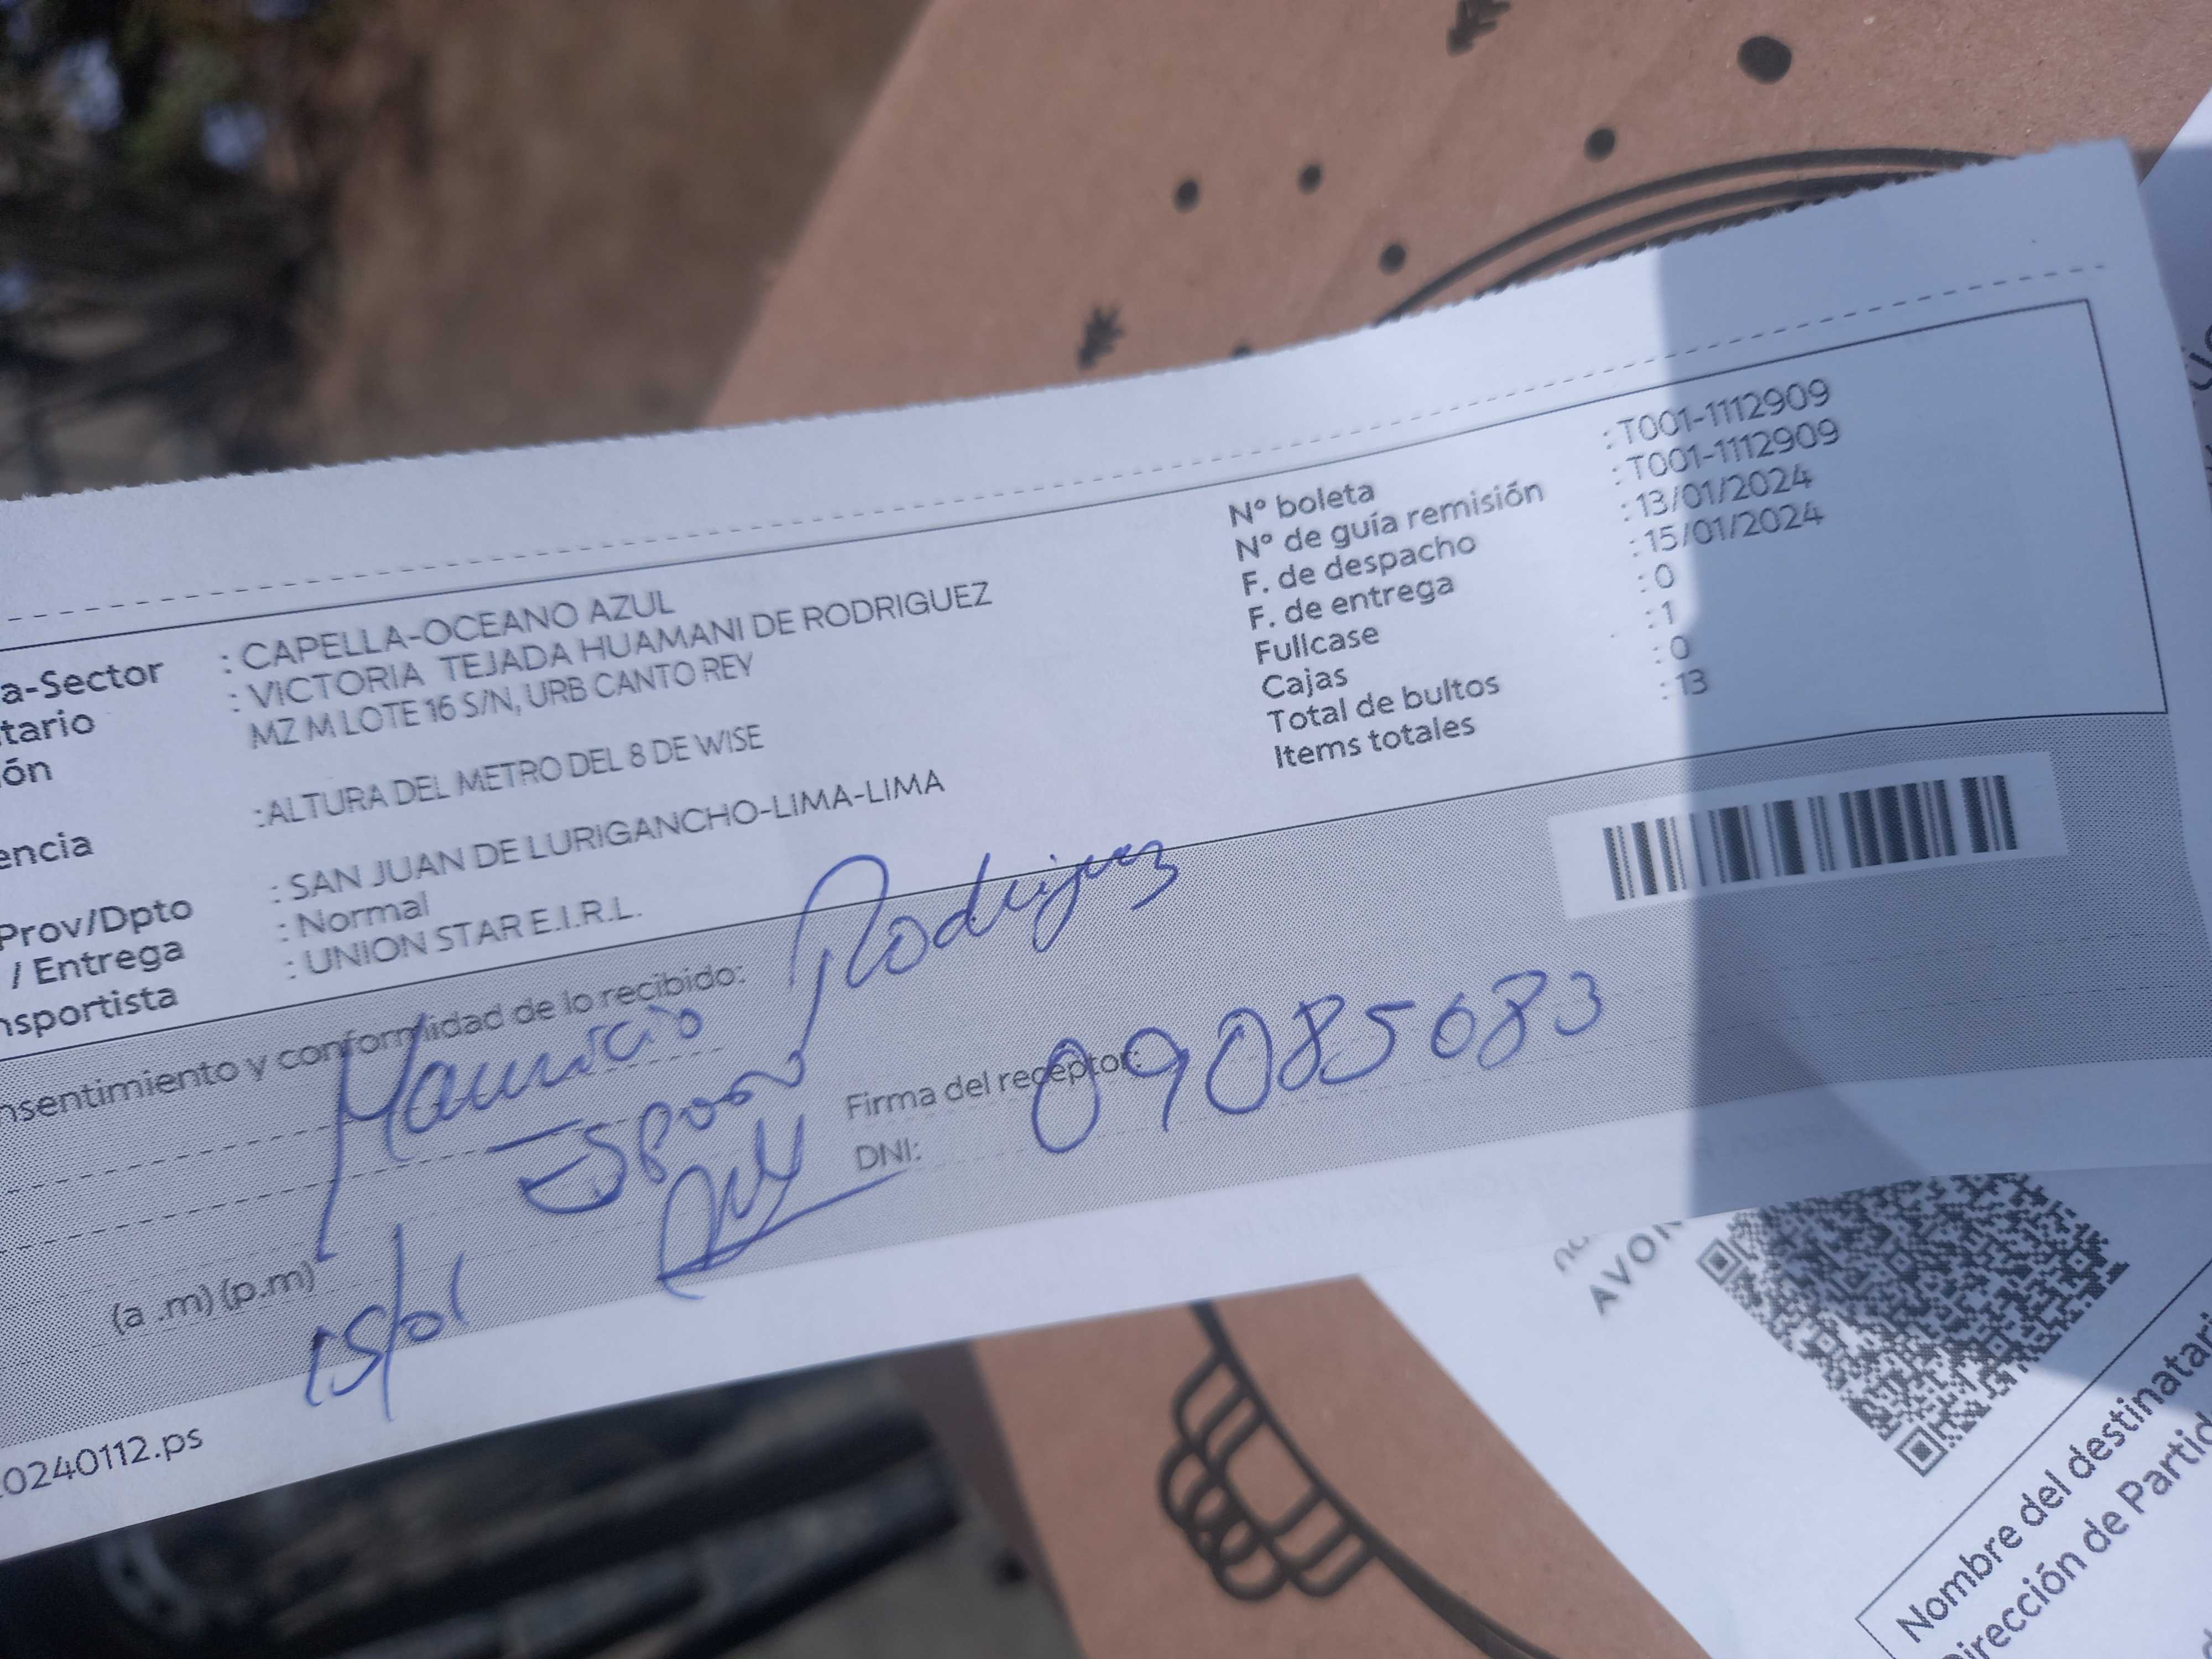 a-Sector : CAPELLA-OCEANO AZUL
tario : VICTORIA TEJADA HUAMANI DE RODRIGUEZ
ón MZ M LOTE 16 S/N, URB CANTO REY
encia :ALTURA DEL METRO DEL 8 DE WISE
Prov/Dpto : SAN JUAN DE LURIGANCHO-LIMA-LIMA
/ Entrega : Normal
nsportista : UNION STAR E.I.R.L.
N° boleta : T001-1112909
N° de guía remisión : T001-1112909
F. de despacho : 13/01/2024
F. de entrega : 15/01/2024
Fullcase : 0
Cajas : 1
Total de bultos : 0
Items totales : 13
nsentimiento y conformidad de lo recibido:
Mauricio Rodriguez
Esposo
Firma del receptor:
DNI: 09085683
(a .m) (p.m)
15/01
0240112.ps
AVON
Nombre del destinatari
Dirección de Partid